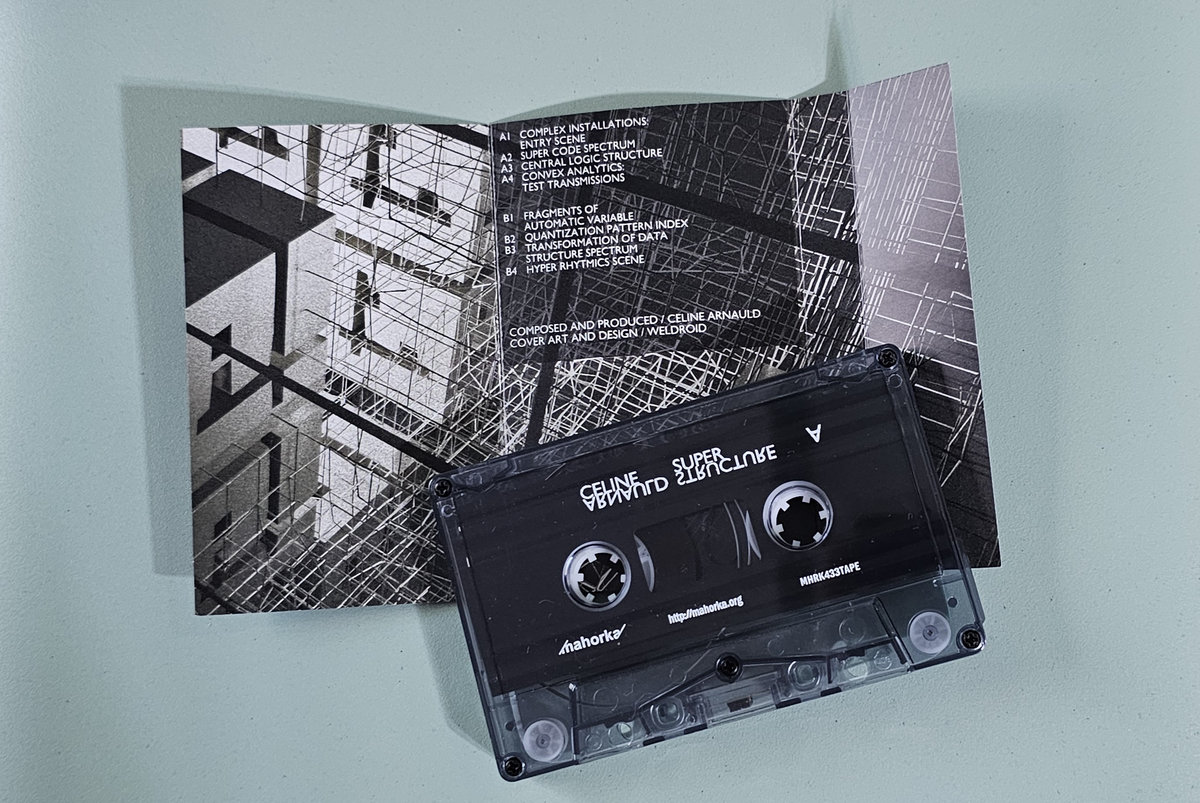 A1 COMPLEX INSTALLATIONS:
ENTRY SCENE
A2 SUPER CODE SPECTRUM
A3 CENTRAL LOGIC STRUCTURE
A4 CONVEX ANALYTICS:
TEST TRANSMISSIONS
B1 FRAGMENTS OF
AUTOMATIC VARIABLE
B2 QUANTIZATION PATTERN INDEX
B3 TRANSFORMATION OF DATA
STRUCTURE SPECTRUM
B4 HYPER RHYTMICS SCENE
COMPOSED AND PRODUCED / CELINE ARNAULD
COVER ART AND DESIGN / WELDROID
CELINE SUPER
ARNAULD STRUCTURE A
MHRK433TAPE
http://mahorka.org
mahorka